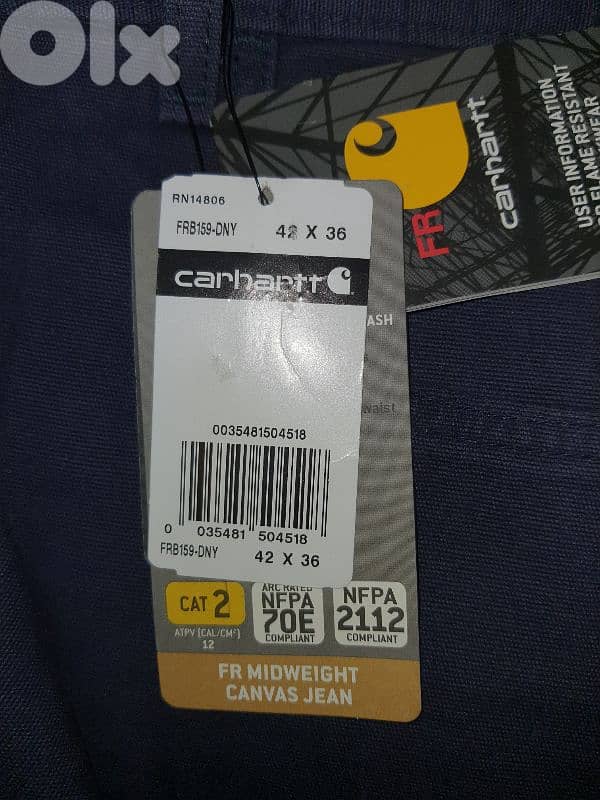 Olx
RN14806
FRB159-DNY 42 X 36
carhartt
ASH
waist
0035481504518
0 035481 504518
FRB159-DNY 42 X 36
CAT 2
ATPV (CAL/CM²)
12
ARC RATED
NFPA
70E
COMPLIANT
NFPA
2112
COMPLIANT
FR MIDWEIGHT
CANVAS JEAN
FR
carhartt
USER INFORMATION
FLAME RESISTANT
WEAR